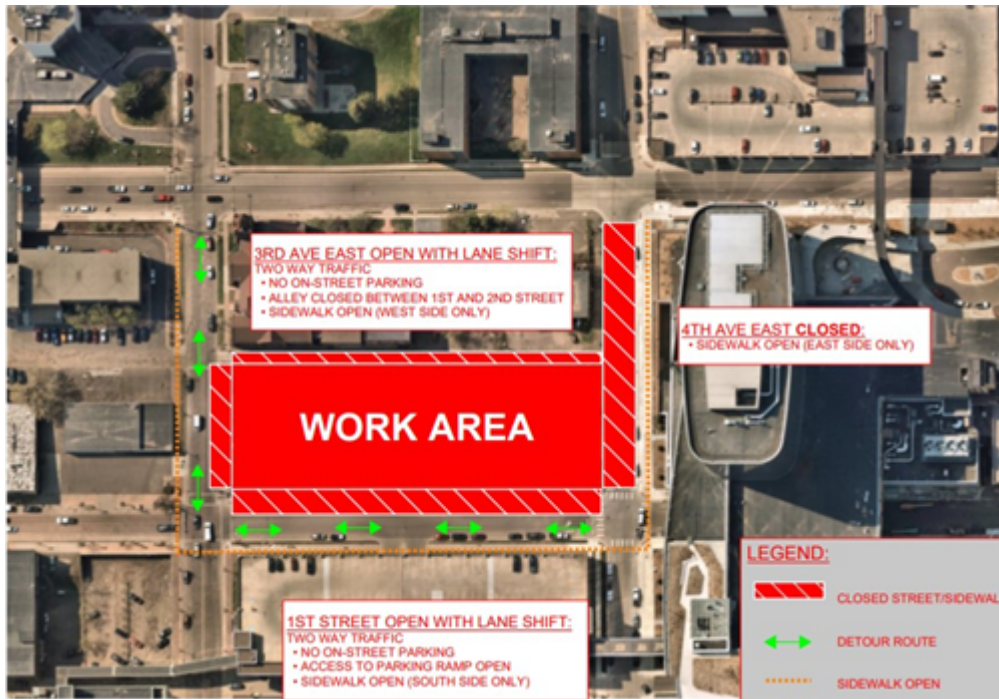 3RD AVE EAST OPEN WITH LANE SHIFT:
TWO WAY TRAFFIC
• NO ON-STREET PARKING
• ALLEY CLOSED BETWEEN 1ST AND 2ND STREET
• SIDEWALK OPEN (WEST SIDE ONLY)
4TH AVE EAST CLOSED:
• SIDEWALK OPEN (EAST SIDE ONLY)
WORK AREA
1ST STREET OPEN WITH LANE SHIFT:
TWO WAY TRAFFIC
• NO ON-STREET PARKING
• ACCESS TO PARKING RAMP OPEN
• SIDEWALK OPEN (SOUTH SIDE ONLY)
LEGEND:
CLOSED STREET/SIDEWAL
DETOUR ROUTE
SIDEWALK OPEN